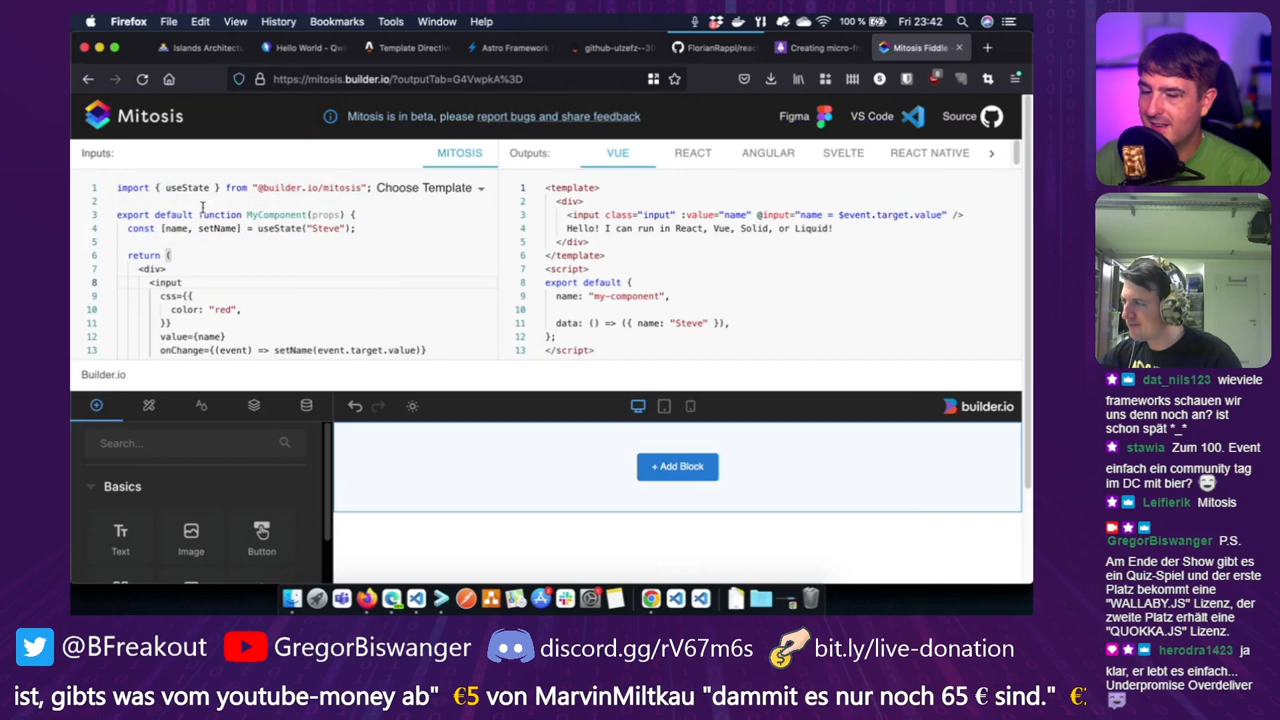 Firefox File Edit View History Bookmarks Tools Window Help
100 % Fri 23:42
Islands Architect Hello World - Qw Template Directiv Astro Framework github-ulzefz--3 FlorianRappl/reac Creating micro-fr Mitosis Fiddle
https://mitosis.builder.io/?outputTab=G4VwpkA%3D
Mitosis
Mitosis is in beta, please report bugs and share feedback
Figma VS Code Source
Inputs: MITOSIS
Outputs: VUE REACT ANGULAR SVELTE REACT NATIVE
Choose Template
1 import { useState } from "@builder.io/mitosis";
2
3 export default function MyComponent(props) {
4 const [name, setName] = useState("Steve");
5
6 return (
7 <div>
8 <input
9 css={{
10 color: "red",
11 }}
12 value={name}
13 onChange={(event) => setName(event.target.value)}
1 <template>
2 <div>
3 <input class="input" :value="name" @input="name = $event.target.value" />
4 Hello! I can run in React, Vue, Solid, or Liquid!
5 </div>
6 </template>
7 <script>
8 export default {
9 name: "my-component",
10
11 data: () => ({ name: "Steve" }),
12 };
13 </script>
Builder.io
builder.io
Search...
Basics
Tt
Text Image Button
+ Add Block
dat_nils123 wieviele
frameworks schauen wir
uns denn noch an? ist
schon spät *_*
stawia Zum 100. Event
einfach ein community tag
im DC mit bier?
Leifierik Mitosis
GregorBiswanger P.S.
Am Ende der Show gibt es
ein Quiz-Spiel und der erste
Platz bekommt eine
"WALLABY.JS" Lizenz, der
zweite Platz erhält eine
"QUOKKA.JS" Lizenz.
herodra1423 ja
klar, er lebt es einfach...
Underpromise Overdeliver
@BFreakout GregorBiswanger discord.gg/rV67m6s bit.ly/live-donation
ist, gibts was vom youtube-money ab" €5 von MarvinMiltkau "dammit es nur noch 65 € sind." €